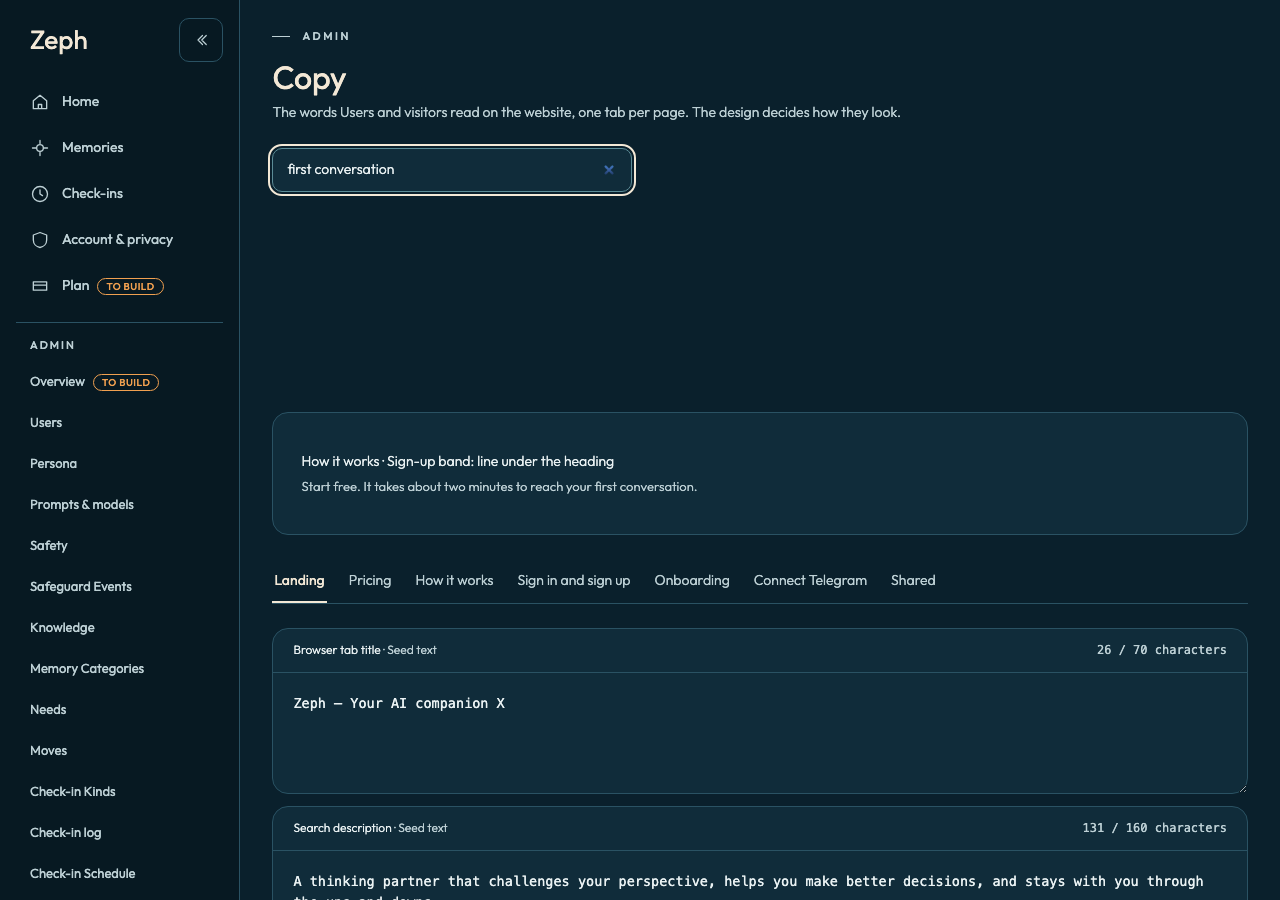 Zeph
Home
Memories
Check-ins
Account & privacy
Plan TO BUILD
ADMIN
Overview TO BUILD
Users
Persona
Prompts & models
Safety
Safeguard Events
Knowledge
Memory Categories
Needs
Moves
Check-in Kinds
Check-in log
Check-in Schedule
ADMIN
Copy
The words Users and visitors read on the website, one tab per page. The design decides how they look.
first conversation
How it works · Sign-up band: line under the heading
Start free. It takes about two minutes to reach your first conversation.
Landing Pricing How it works Sign in and sign up Onboarding Connect Telegram Shared
Browser tab title · Seed text 26 / 70 characters
Zeph — Your AI companion X
Search description · Seed text 131 / 160 characters
A thinking partner that challenges your perspective, helps you make better decisions, and stays with you through